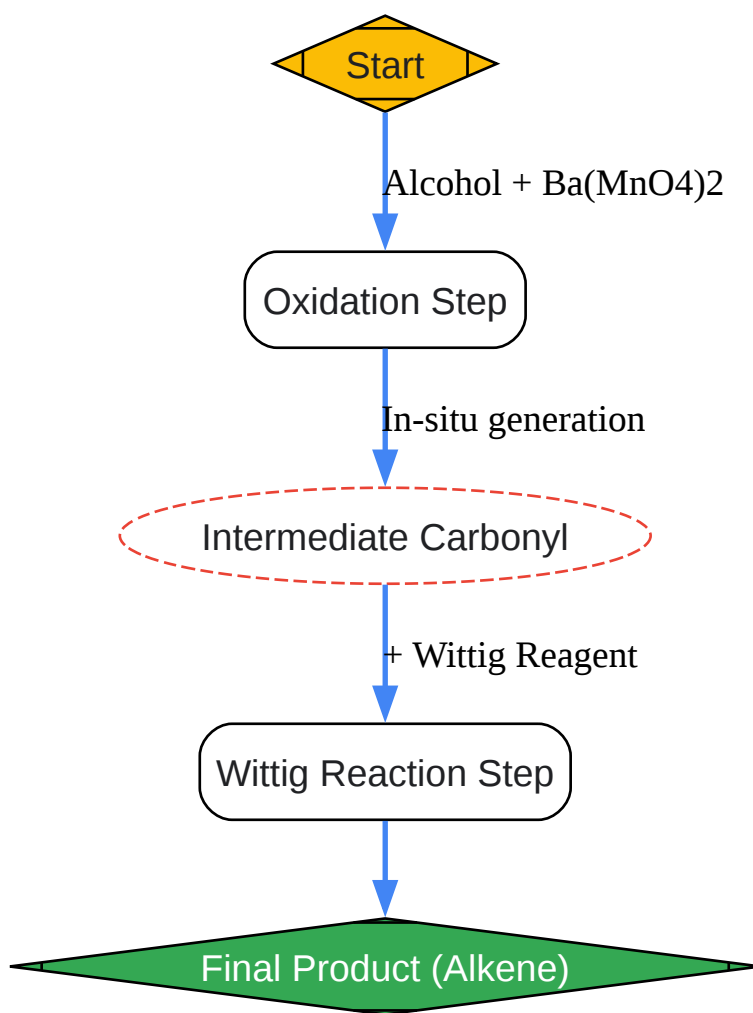 Start
Alcohol + Ba(MnO4)2
Oxidation Step
In-situ generation
Intermediate Carbonyl
+ Wittig Reagent
Wittig Reaction Step
Final Product (Alkene)